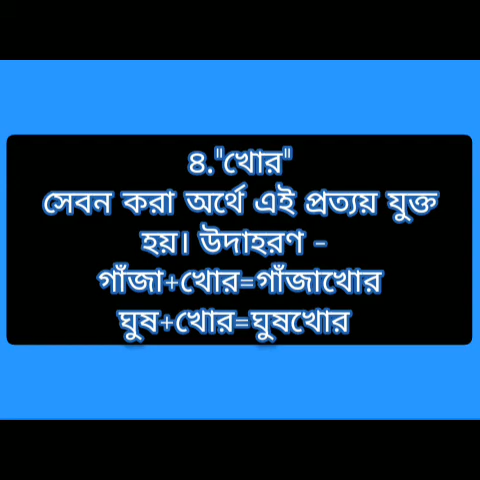 ৪."খোর"
সেবন করা অর্থে এই প্রত্যয় যুক্ত
হয়। উদাহরণ -
গাঁজা+খোর=গাঁজাখোর
ঘুষ+খোর=ঘুষখোর